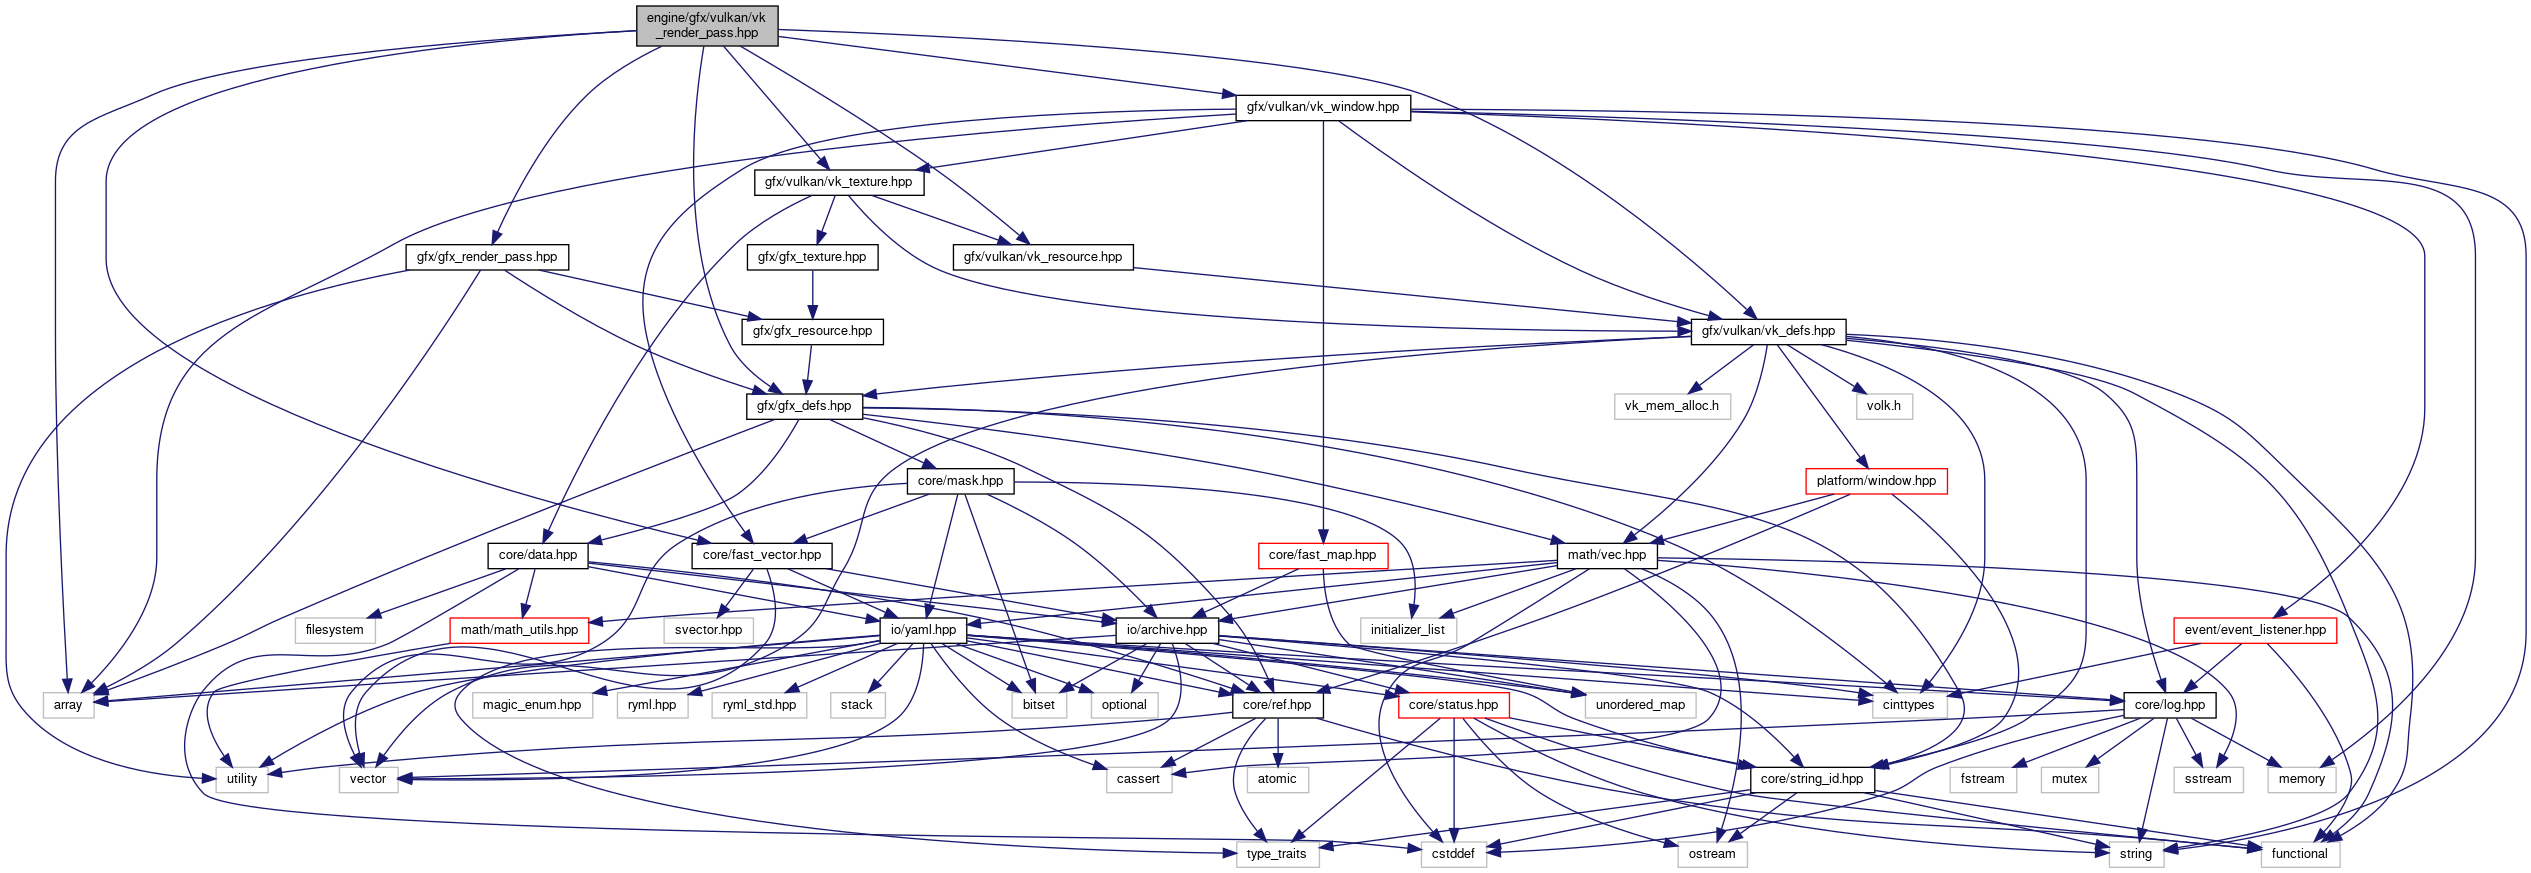 engine/gfx/vulkan/vk
_render_pass.hpp
gfx/vulkan/vk_window.hpp
gfx/vulkan/vk_texture.hpp
gfx/gfx_render_pass.hpp
gfx/gfx_texture.hpp
gfx/vulkan/vk_resource.hpp
gfx/gfx_resource.hpp
gfx/vulkan/vk_defs.hpp
gfx/gfx_defs.hpp
vk_mem_alloc.h
volk.h
core/mask.hpp
platform/window.hpp
core/data.hpp
core/fast_vector.hpp
core/fast_map.hpp
math/vec.hpp
filesystem
math/math_utils.hpp
svector.hpp
io/yaml.hpp
io/archive.hpp
initializer_list
event/event_listener.hpp
array
magic_enum.hpp
ryml.hpp
ryml_std.hpp
stack
bitset
optional
core/ref.hpp
core/status.hpp
unordered_map
cinttypes
core/log.hpp
utility
vector
cassert
atomic
core/string_id.hpp
fstream
mutex
sstream
memory
type_traits
cstddef
ostream
string
functional